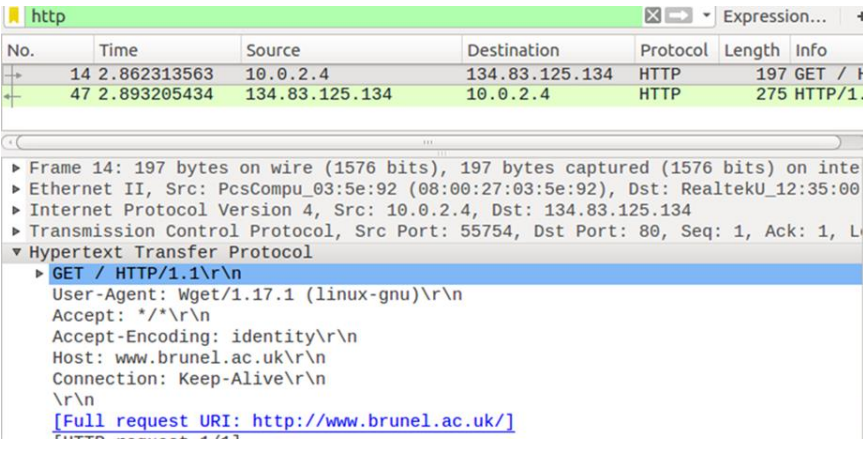 http Expression... +
No. Time Source Destination Protocol Length Info
14 2.862313563 10.0.2.4 134.83.125.134 HTTP 197 GET / H
47 2.893205434 134.83.125.134 10.0.2.4 HTTP 275 HTTP/1.
Frame 14: 197 bytes on wire (1576 bits), 197 bytes captured (1576 bits) on inte
Ethernet II, Src: PcsCompu_03:5e:92 (08:00:27:03:5e:92), Dst: RealtekU_12:35:00
Internet Protocol Version 4, Src: 10.0.2.4, Dst: 134.83.125.134
Transmission Control Protocol, Src Port: 55754, Dst Port: 80, Seq: 1, Ack: 1, L
Hypertext Transfer Protocol
GET / HTTP/1.1\r\n
User-Agent: Wget/1.17.1 (linux-gnu)\r\n
Accept: */*\r\n
Accept-Encoding: identity\r\n
Host: www.brunel.ac.uk\r\n
Connection: Keep-Alive\r\n
\r\n
[Full request URI: http://www.brunel.ac.uk/]
[HTTP request 1/1]